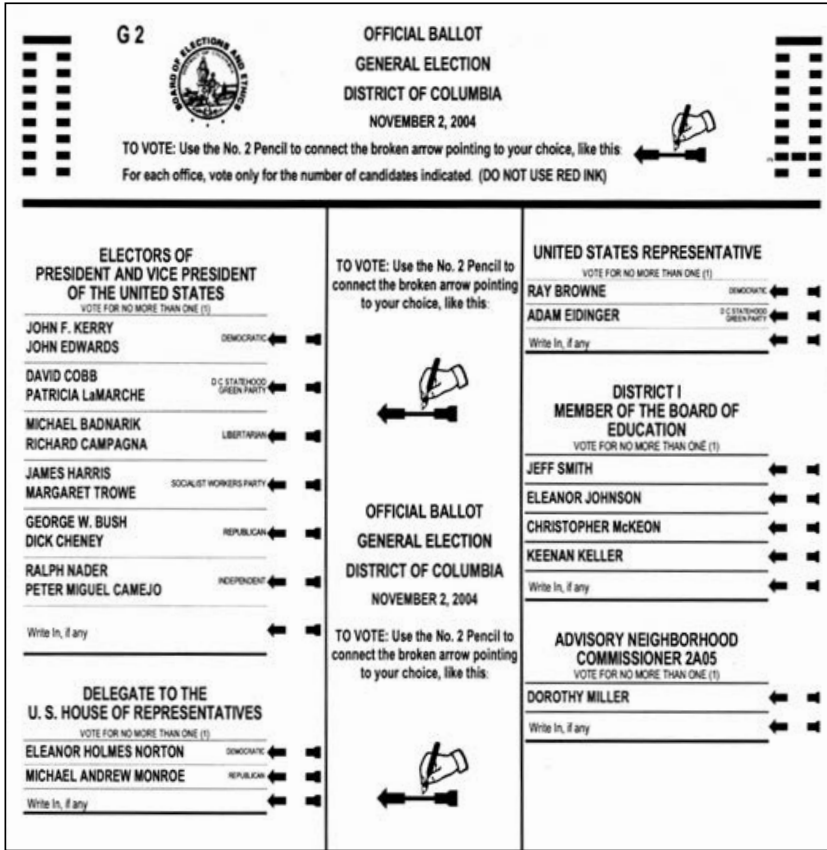 G 2
BOARD OF ELECTIONS AND ETHICS
OFFICIAL BALLOT
GENERAL ELECTION
DISTRICT OF COLUMBIA
NOVEMBER 2, 2004
TO VOTE: Use the No. 2 Pencil to connect the broken arrow pointing to your choice, like this:
For each office, vote only for the number of candidates indicated. (DO NOT USE RED INK)
ELECTORS OF
PRESIDENT AND VICE PRESIDENT
OF THE UNITED STATES
VOTE FOR NO MORE THAN ONE (1)
JOHN F. KERRY
JOHN EDWARDS
DEMOCRATIC
DAVID COBB
PATRICIA LaMARCHE
D C STATEHOOD
GREEN PARTY
MICHAEL BADNARIK
RICHARD CAMPAGNA
LIBERTARIAN
JAMES HARRIS
MARGARET TROWE
SOCIALIST WORKERS PARTY
GEORGE W. BUSH
DICK CHENEY
REPUBLICAN
RALPH NADER
PETER MIGUEL CAMEJO
INDEPENDENT
Write In, if any
DELEGATE TO THE
U. S. HOUSE OF REPRESENTATIVES
VOTE FOR NO MORE THAN ONE (1)
ELEANOR HOLMES NORTON DEMOCRATIC
MICHAEL ANDREW MONROE REPUBLICAN
Write In, if any
TO VOTE: Use the No. 2 Pencil to
connect the broken arrow pointing
to your choice, like this:
OFFICIAL BALLOT
GENERAL ELECTION
DISTRICT OF COLUMBIA
NOVEMBER 2, 2004
TO VOTE: Use the No. 2 Pencil to
connect the broken arrow pointing
to your choice, like this:
UNITED STATES REPRESENTATIVE
VOTE FOR NO MORE THAN ONE (1)
RAY BROWNE DEMOCRATIC
ADAM EIDINGER
D C STATEHOOD
GREEN PARTY
Write In, if any
DISTRICT I
MEMBER OF THE BOARD OF
EDUCATION
VOTE FOR NO MORE THAN ONE (1)
JEFF SMITH
ELEANOR JOHNSON
CHRISTOPHER McKEON
KEENAN KELLER
Write In, if any
ADVISORY NEIGHBORHOOD
COMMISSIONER 2A05
VOTE FOR NO MORE THAN ONE (1)
DOROTHY MILLER
Write In, if any